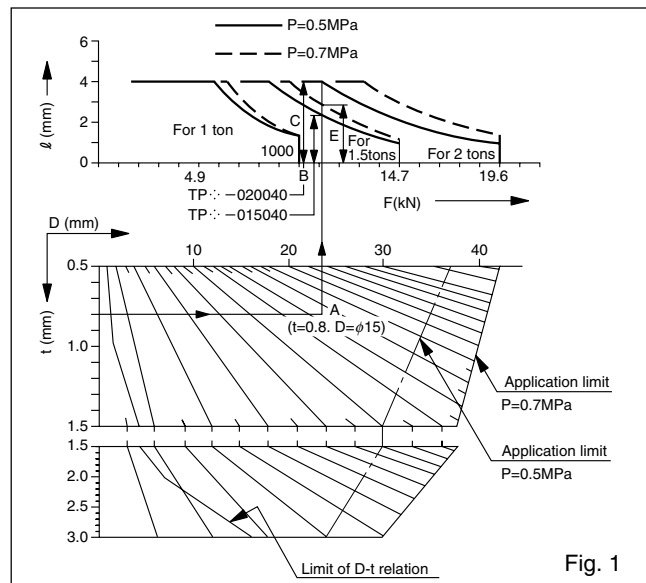 P=0.5MPa
P=0.7MPa
ℓ (mm)
6
4
2
0
For 1 ton
1000
C
B
E
For
1.5tons
For 2 tons
4.9
14.7
19.6
F(kN)
TP∴−020040
TP∴−015040
D (mm)
10
20
30
40
t (mm)
0.5
1.0
1.5
A
(t=0.8. D=φ15)
Application limit
P=0.7MPa
Application limit
P=0.5MPa
1.5
2.0
2.5
3.0
Limit of D-t relation
Fig. 1